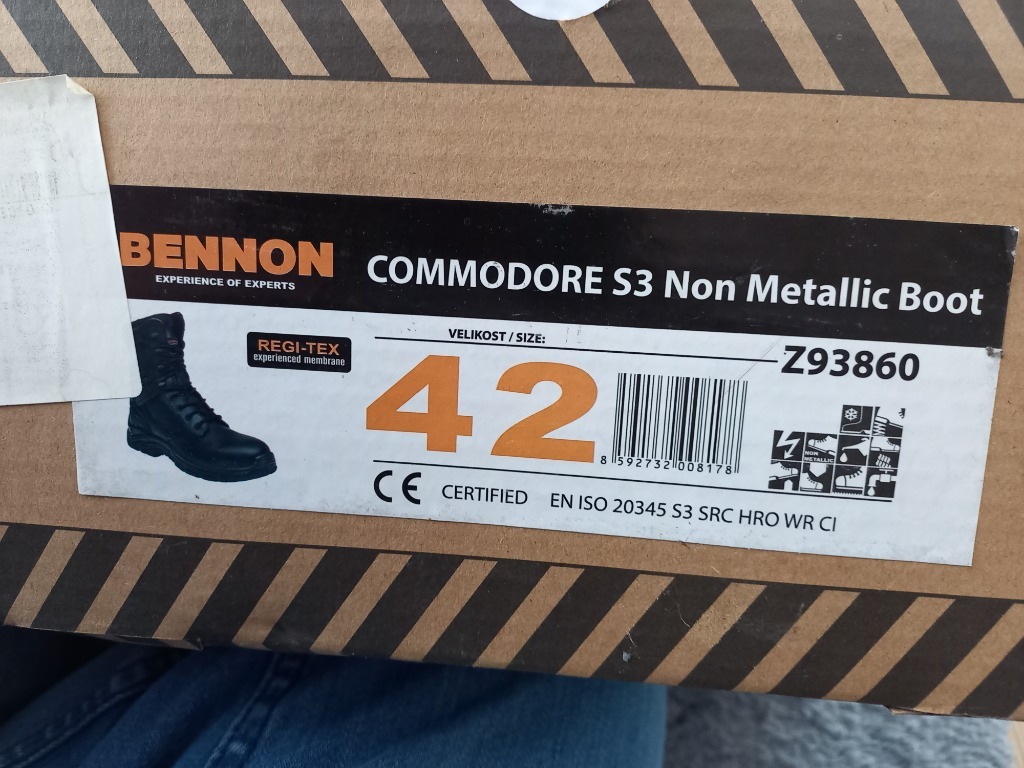 BENNON
EXPERIENCE OF EXPERTS
COMMODORE S3 Non Metallic Boot
REGI-TEX
experienced membrane
VELIKOST / SIZE:
42
Z93860
8 592732 008178
NON
METALLIC
CE CERTIFIED EN ISO 20345 S3 SRC HRO WR CI